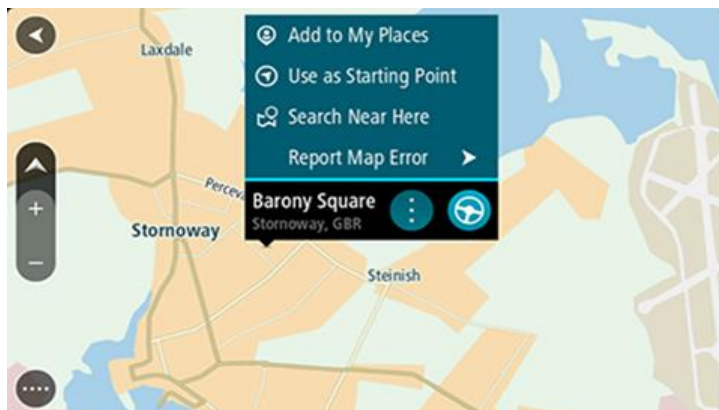 Laxdale
Add to My Places
Use as Starting Point
Search Near Here
Report Map Error
Barony Square
Stornoway, GBR
Stornoway
Steinish